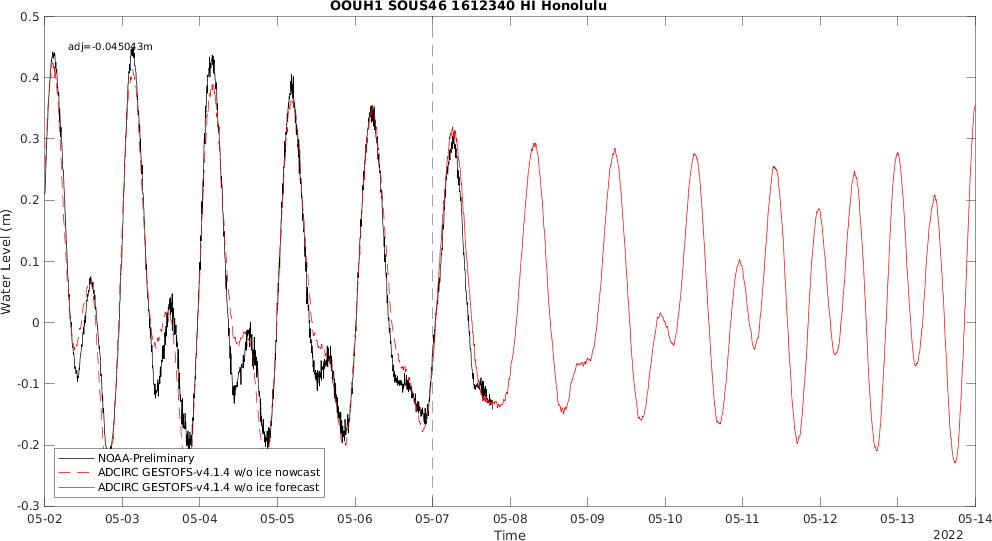 OOUH1 SOUS46 1612340 HI Honolulu
0.5
adj=-0.045043m
0.4
0.3
0.2
0.1
0
-0.1
-0.2
-0.3
Water Level (m)
NOAA-Preliminary
ADCIRC GESTOFS-v4.1.4 w/o ice nowcast
ADCIRC GESTOFS-v4.1.4 w/o ice forecast
05-02 05-03 05-04 05-05 05-06 05-07 05-08 05-09 05-10 05-11 05-12 05-13 05-14
Time
2022